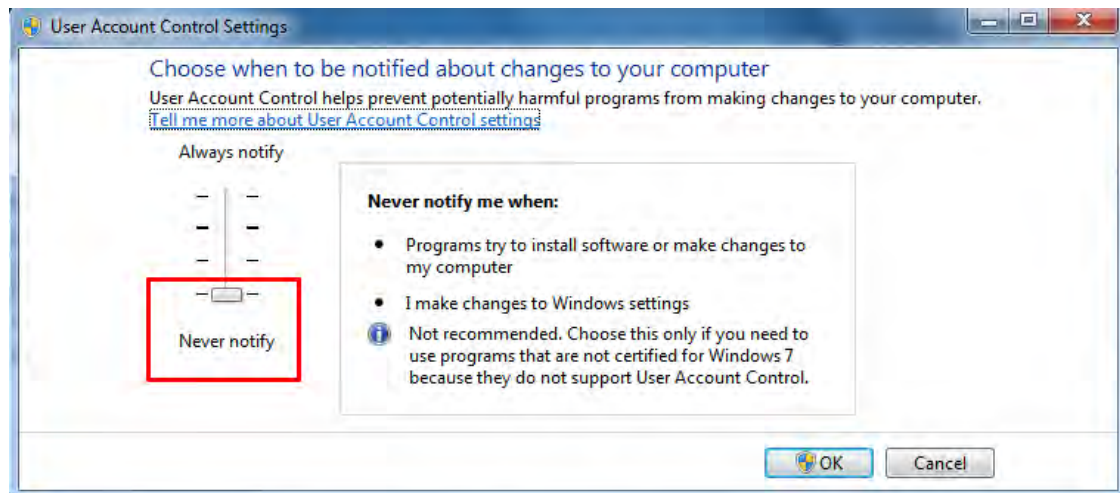 User Account Control Settings
Choose when to be notified about changes to your computer
User Account Control helps prevent potentially harmful programs from making changes to your computer.
Tell me more about User Account Control settings
Always notify
Never notify me when:
• Programs try to install software or make changes to
my computer
• I make changes to Windows settings
Not recommended. Choose this only if you need to
use programs that are not certified for Windows 7
because they do not support User Account Control.
Never notify
OK
Cancel